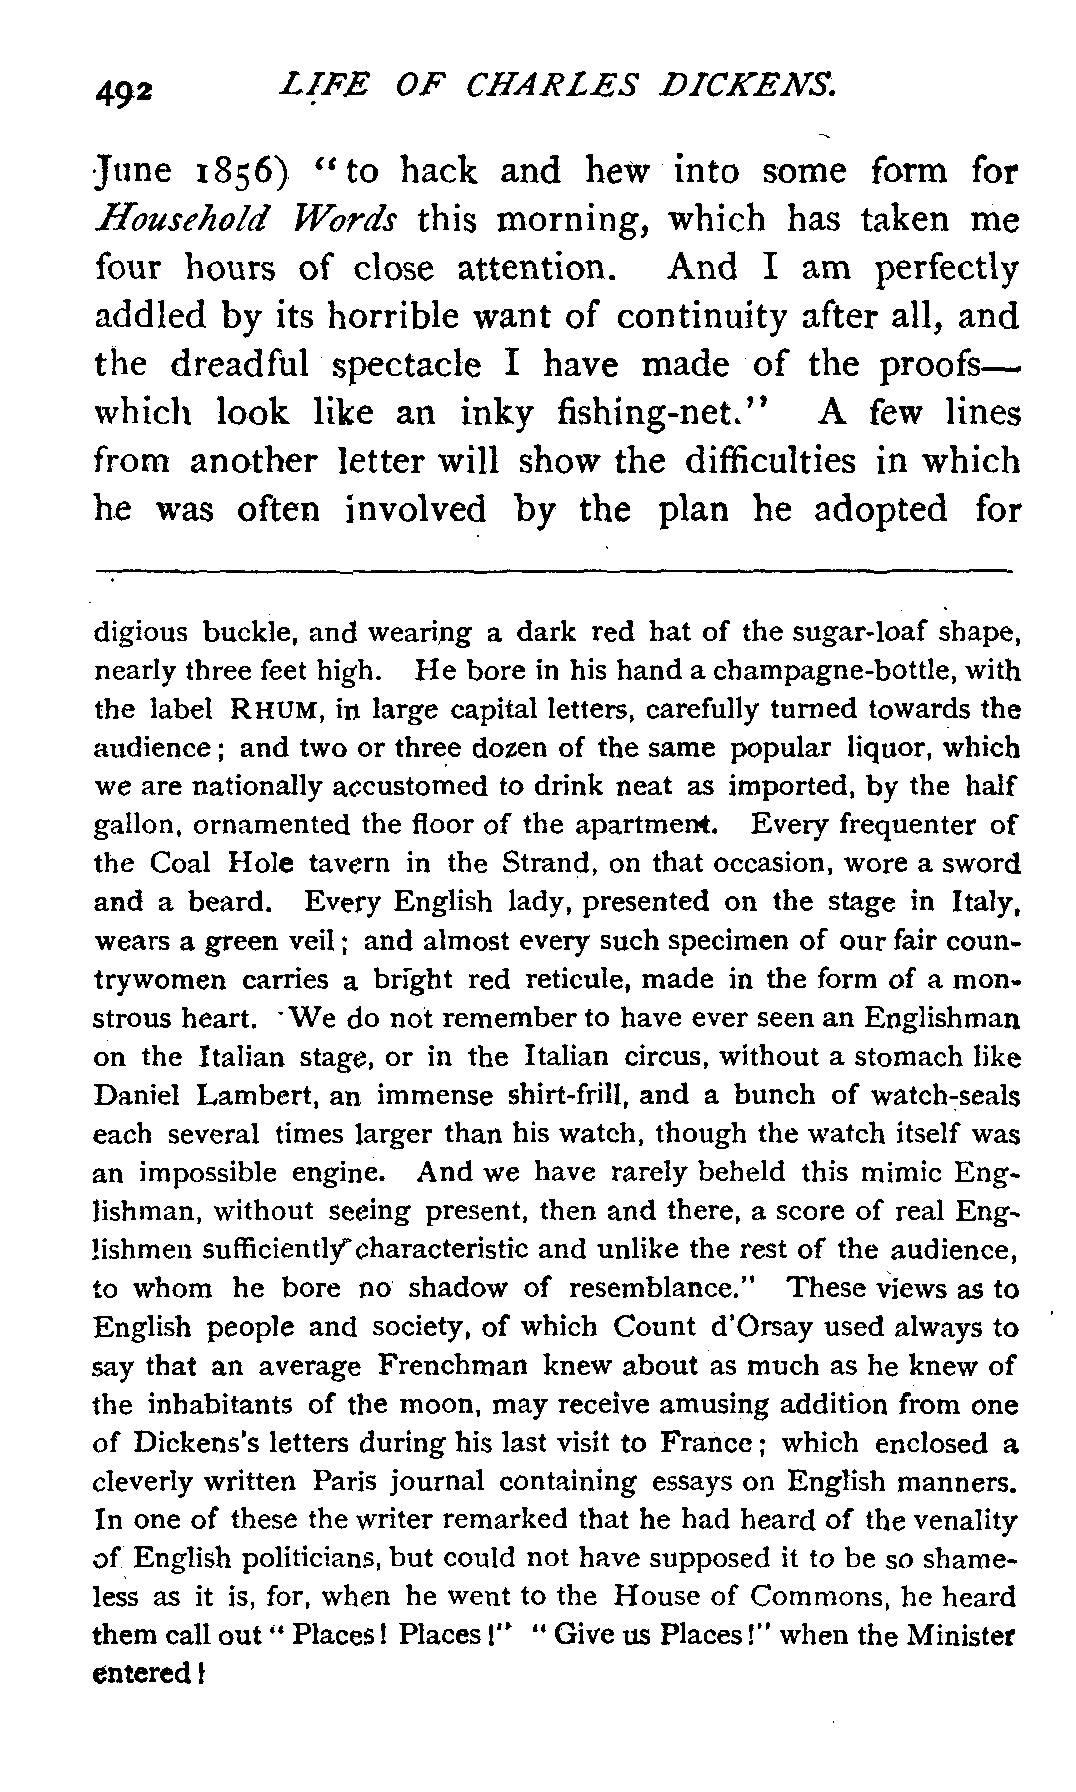 492 LIFE OF CHARLES DICKENS.
June 1856) "to hack and hew into some form for
Household Words this morning, which has taken me
four hours of close attention. And I am perfectly
addled by its horrible want of continuity after all, and
the dreadful spectacle I have made of the proofs—
which look like an inky fishing-net." A few lines
from another letter will show the difficulties in which
he was often involved by the plan he adopted for
digious buckle, and wearing a dark red hat of the sugar-loaf shape,
nearly three feet high. He bore in his hand a champagne-bottle, with
the label RHUM, in large capital letters, carefully turned towards the
audience; and two or three dozen of the same popular liquor, which
we are nationally accustomed to drink neat as imported, by the half
gallon, ornamented the floor of the apartment. Every frequenter of
the Coal Hole tavern in the Strand, on that occasion, wore a sword
and a beard. Every English lady, presented on the stage in Italy,
wears a green veil; and almost every such specimen of our fair coun-
trywomen carries a bright red reticule, made in the form of a mon-
strous heart. We do not remember to have ever seen an Englishman
on the Italian stage, or in the Italian circus, without a stomach like
Daniel Lambert, an immense shirt-frill, and a bunch of watch-seals
each several times larger than his watch, though the watch itself was
an impossible engine. And we have rarely beheld this mimic Eng-
lishman, without seeing present, then and there, a score of real Eng-
lishmen sufficiently characteristic and unlike the rest of the audience,
to whom he bore no shadow of resemblance." These views as to
English people and society, of which Count d'Orsay used always to
say that an average Frenchman knew about as much as he knew of
the inhabitants of the moon, may receive amusing addition from one
of Dickens's letters during his last visit to France; which enclosed a
cleverly written Paris journal containing essays on English manners.
In one of these the writer remarked that he had heard of the venality
of English politicians, but could not have supposed it to be so shame-
less as it is, for, when he went to the House of Commons, he heard
them call out "Places! Places!" "Give us Places!" when the Minister
entered!